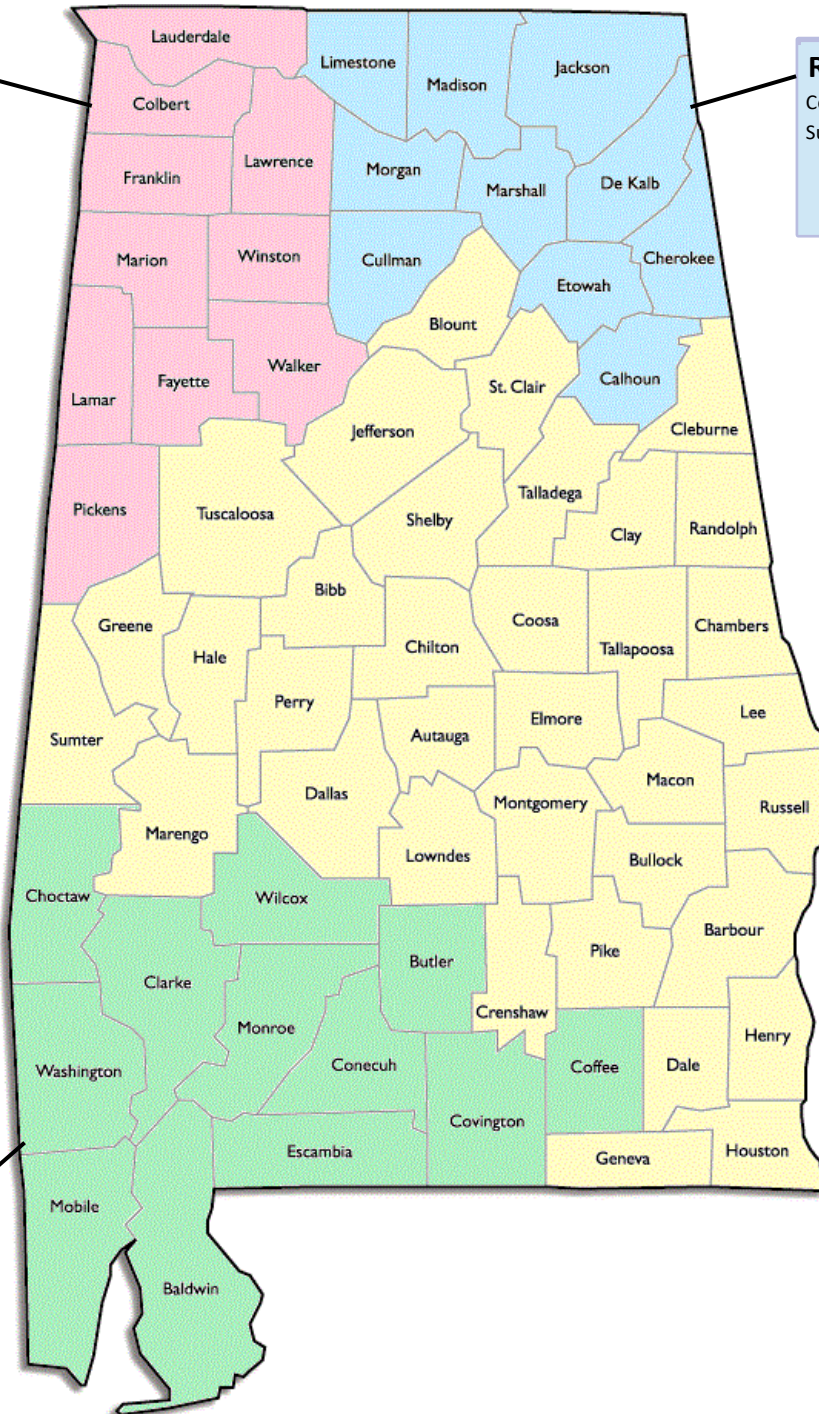 Lauderdale
Limestone
Madison
Jackson
R
Co
Su
Colbert
Lawrence
Morgan
Franklin
Marshall
De Kalb
Marion
Winston
Cullman
Cherokee
Etowah
Blount
Walker
Fayette
St. Clair
Calhoun
Lamar
Jefferson
Cleburne
Talladega
Pickens
Tuscaloosa
Shelby
Clay
Randolph
Bibb
Greene
Coosa
Chambers
Hale
Chilton
Tallapoosa
Perry
Elmore
Lee
Sumter
Autauga
Macon
Dallas
Montgomery
Russell
Marengo
Lowndes
Bullock
Choctaw
Wilcox
Barbour
Butler
Pike
Clarke
Crenshaw
Monroe
Henry
Washington
Conecuh
Coffee
Dale
Covington
Escambia
Geneva
Houston
Mobile
Baldwin